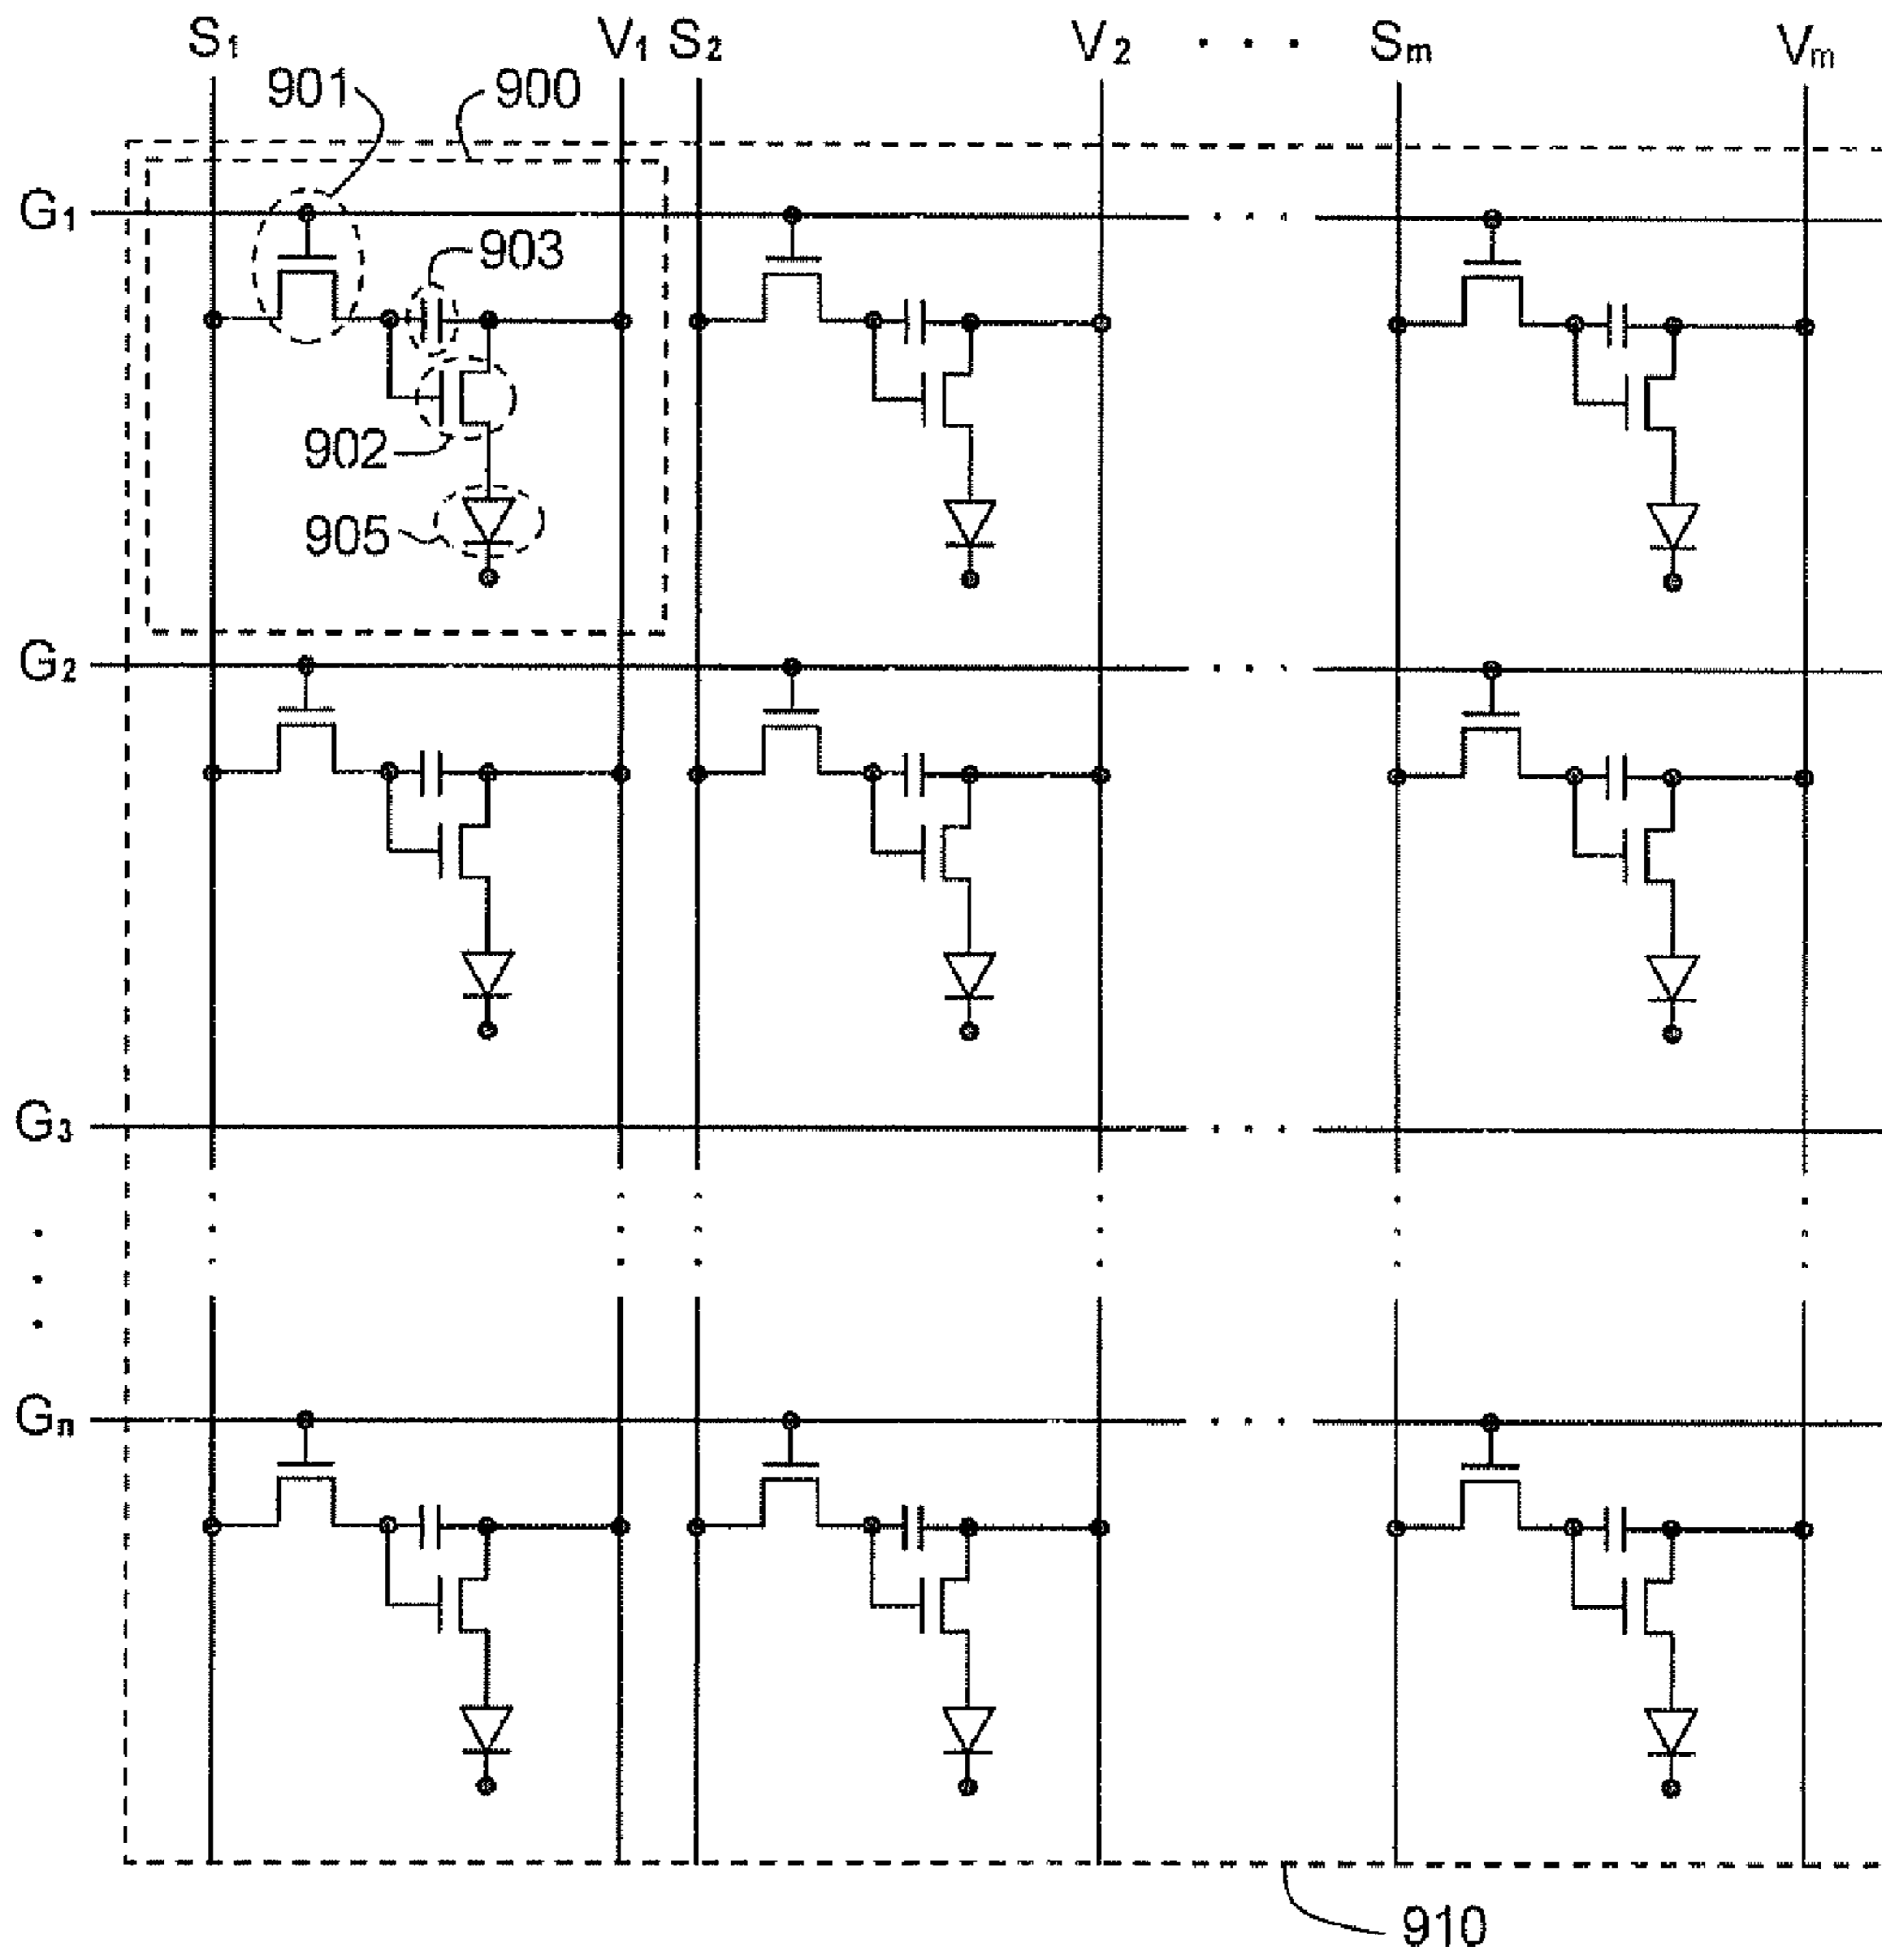 S₁ V₁ S₂ V₂ · · · Sₘ Vₘ
901 900
G₁
903
902
905
G₂
G₃
Gₙ
910